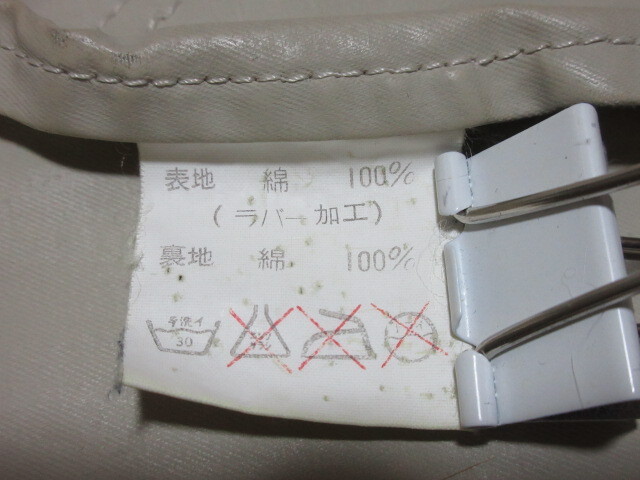 表地 綿 100%
(ラバー加工)
裏地 綿 100%
手洗イ
30